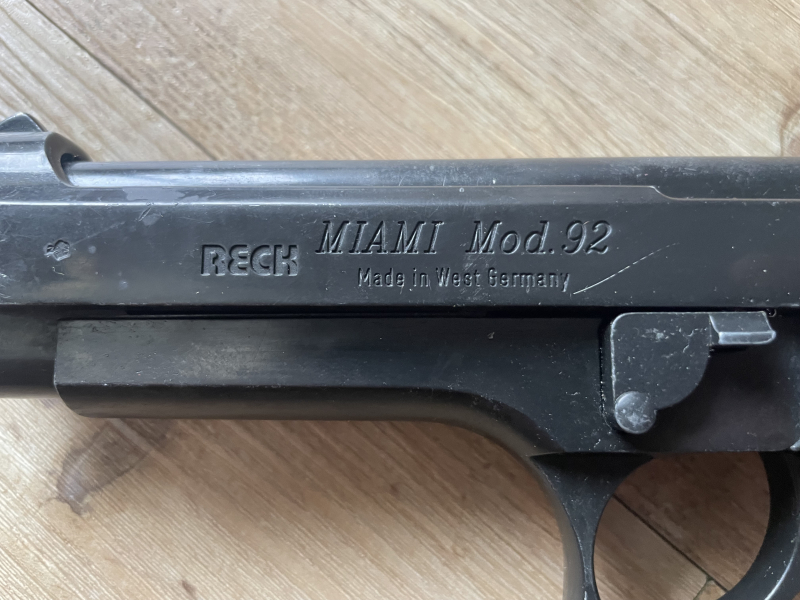 RECK MIAMI Mod. 92
Made in West Germany